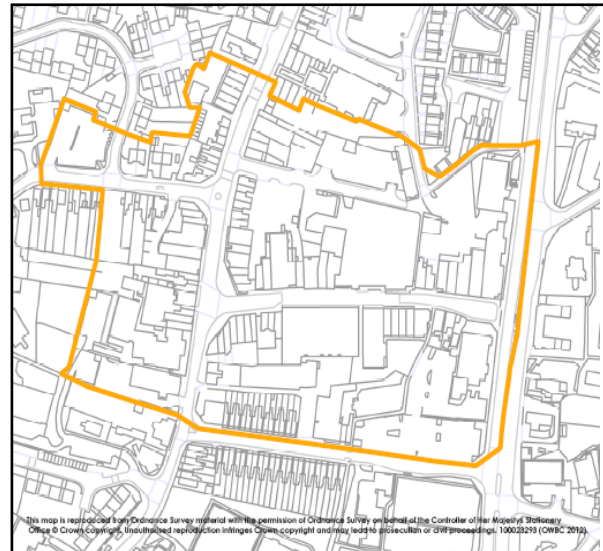 This map is reproduced from Ordnance Survey material with the permission of Ordnance Survey on behalf of the Controller of Her Majestys Stationery
Office © Crown copyright. Unauthorised reproduction infringes Crown copyright and may lead to prosecution or civil proceedings. 100023293 (OWBC 2012).